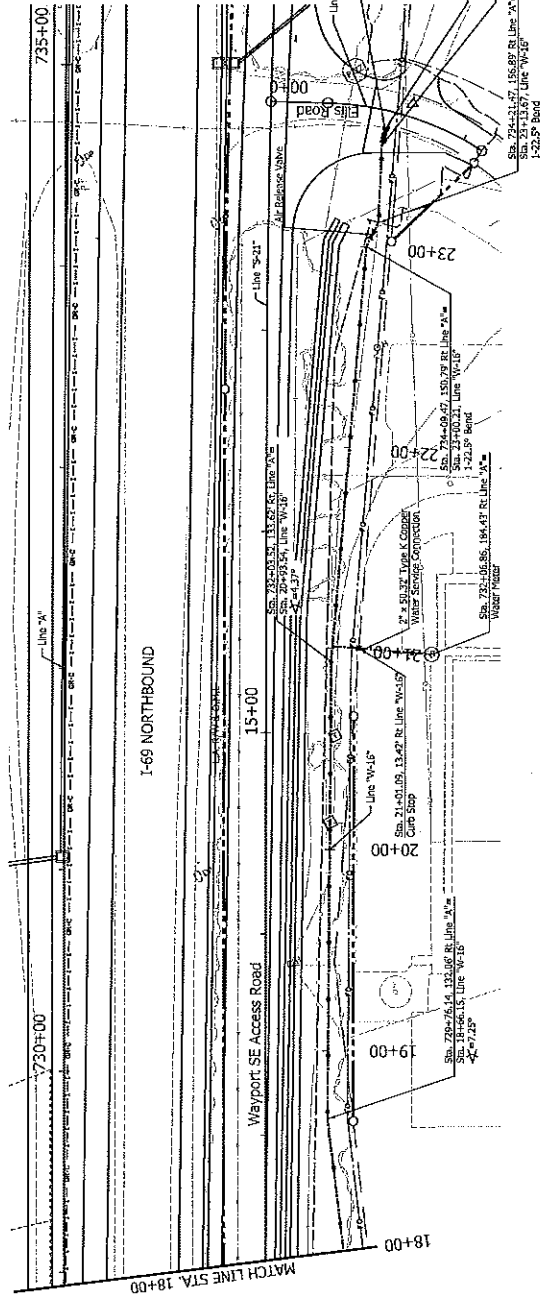 735+00
Line "A"
I-69 NORTHBOUND
730+00
Ellis Road
0+00
Air Release Valve
Line "S-21"
15+00
Wayport SE Access Road
Sta. 732+03.52, 133.62' Rt, Line "A"=
Sta. 20+93.54, Line "W-16"
=4.37°
Line "W-16"
MATCH LINE STA. 18+00
18+00
19+00
20+00
21+00
22+00
23+00
Sta. 729+76.14, 132.06' Rt Line "A"=
Sta. 18+66.15, Line "W-16"
=7.25°
Sta. 21+01.09, 13.42' Rt Line "W-16"
Curb Stop
2" x 50.32' Type K Copper
Water Service Connection
Sta. 732+06.86, 184.43' Rt Line "A"=
Water Meter
Sta. 734+09.47, 150.79' Rt Line "A"=
Sta. 23+00.21, Line "W-16"
1-22.5° Bend
Sta. 734+21.47, 156.89' Rt Line "A"=
Sta. 23+13.67, Line "W-16"
1-22.5° Bend